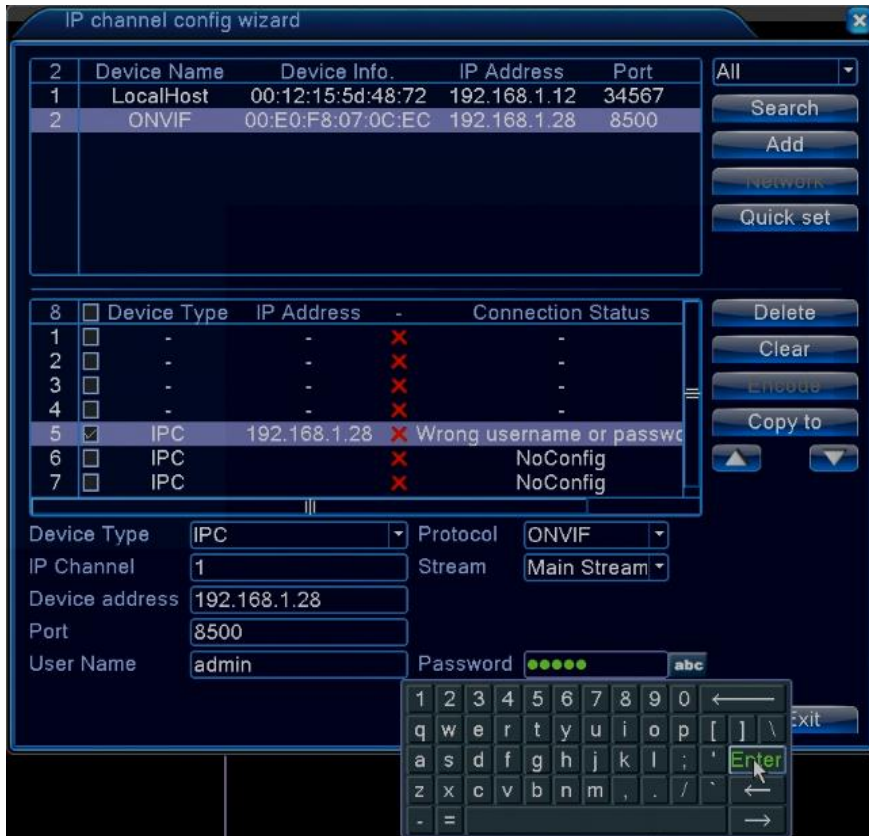 IP channel config wizard
2 Device Name Device Info. IP Address Port All
1 LocalHost 00:12:15:5d:48:72 192.168.1.12 34567
2 ONVIF 00:E0:F8:07:0C:EC 192.168.1.28 8500
Search
Add
Network
Quick set
8 Device Type IP Address - Connection Status Delete
1 - - -
2 - - - Clear
3 - - -
4 - - - Encode
5 IPC 192.168.1.28 Wrong username or passwo Copy to
6 IPC NoConfig
7 IPC NoConfig
Device Type IPC Protocol ONVIF
IP Channel 1 Stream Main Stream
Device address 192.168.1.28
Port 8500
User Name admin Password ●●●●● abc
1 2 3 4 5 6 7 8 9 0 ←
q w e r t y u i o p [ ] \ Exit
a s d f g h j k l ; ' Enter
z x c v b n m , . / ` ←
- = →